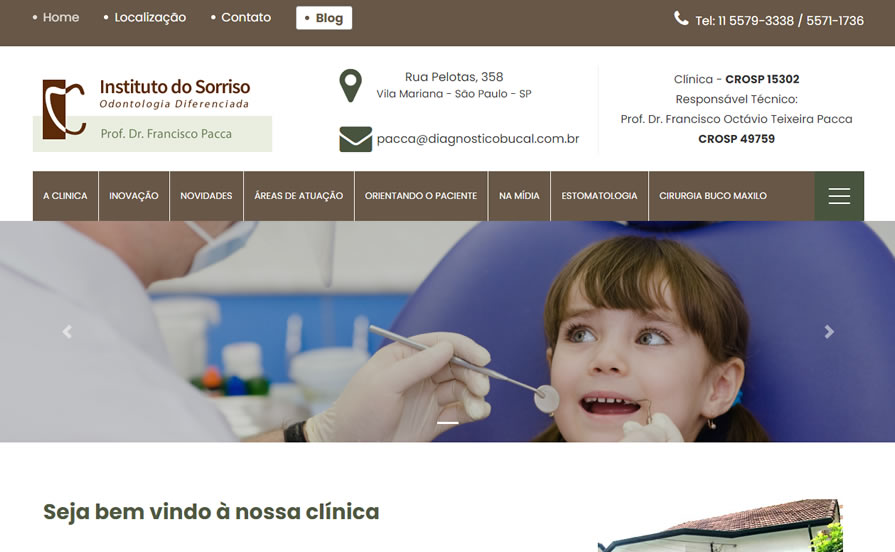 Home
Localização
Contato
Blog
Tel: 11 5579-3338 / 5571-1736
Instituto do Sorriso
Odontologia Diferenciada
Prof. Dr. Francisco Pacca
Rua Pelotas, 358
Vila Mariana - São Paulo - SP
pacca@diagnosticobucal.com.br
Clínica - CROSP 15302
Responsável Técnico:
Prof. Dr. Francisco Octávio Teixeira Pacca
CROSP 49759
A CLINICA
INOVAÇÃO
NOVIDADES
ÁREAS DE ATUAÇÃO
ORIENTANDO O PACIENTE
NA MÍDIA
ESTOMATOLOGIA
CIRURGIA BUCO MAXILO
Seja bem vindo à nossa clínica